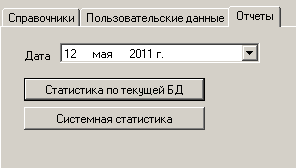 Справочники Пользовательские данные Отчеты
Дата 12 мая 2011 г.
Статистика по текущей БД
Системная статистика